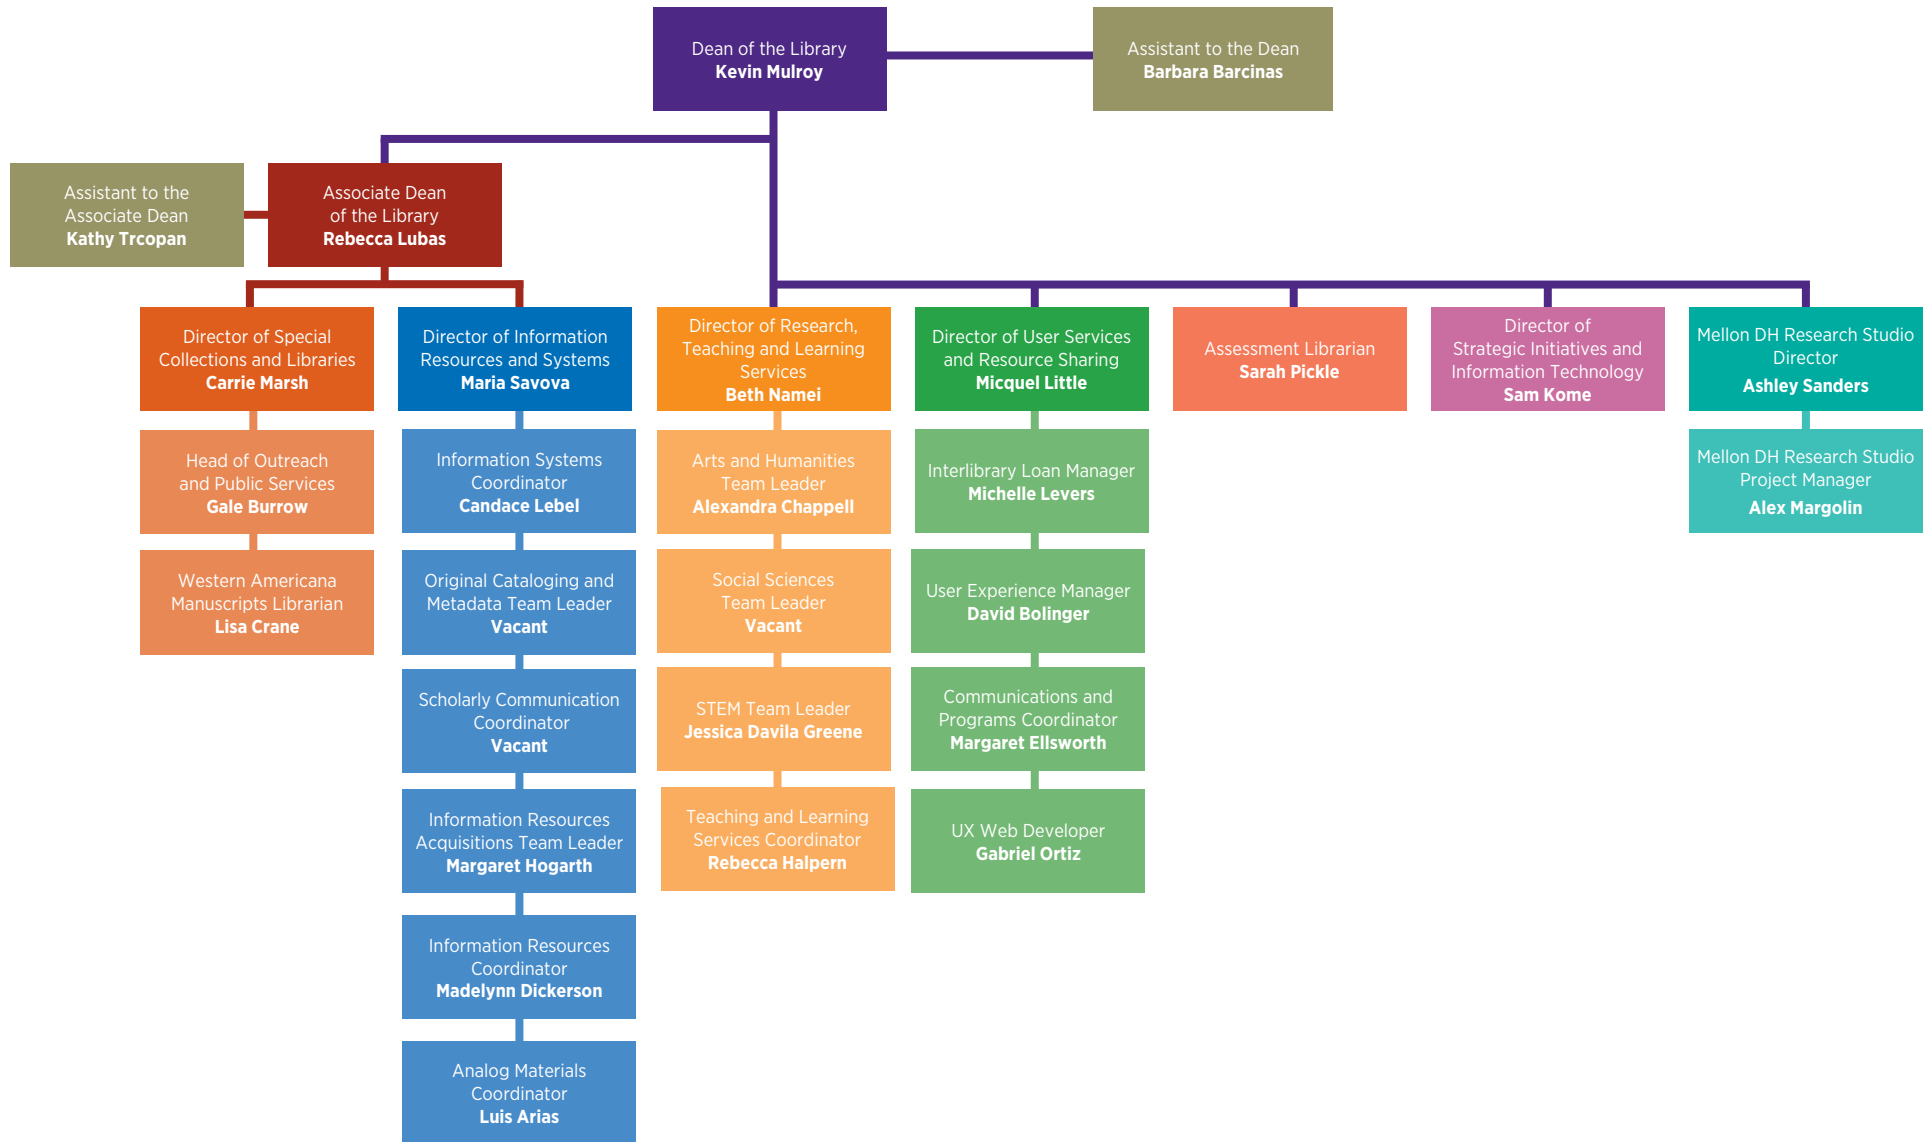 Dean of the Library
Kevin Mulroy
Assistant to the Dean
Barbara Barcinas
Assistant to the
Associate Dean
Kathy Trcopan
Associate Dean
of the Library
Rebecca Lubas
Director of Special
Collections and Libraries
Carrie Marsh
Director of Information
Resources and Systems
Maria Savova
Director of Research,
Teaching and Learning
Services
Beth Namei
Director of User Services
and Resource Sharing
Micquel Little
Assessment Librarian
Sarah Pickle
Director of
Strategic Initiatives and
Information Technology
Sam Kome
Mellon DH Research Studio
Director
Ashley Sanders
Head of Outreach
and Public Services
Gale Burrow
Information Systems
Coordinator
Candace Lebel
Arts and Humanities
Team Leader
Alexandra Chappell
Interlibrary Loan Manager
Michelle Levers
Mellon DH Research Studio
Project Manager
Alex Margolin
Western Americana
Manuscripts Librarian
Lisa Crane
Original Cataloging and
Metadata Team Leader
Vacant
Social Sciences
Team Leader
Vacant
User Experience Manager
David Bolinger
Scholarly Communication
Coordinator
Vacant
STEM Team Leader
Jessica Davila Greene
Communications and
Programs Coordinator
Margaret Ellsworth
Information Resources
Acquisitions Team Leader
Margaret Hogarth
Teaching and Learning
Services Coordinator
Rebecca Halpern
UX Web Developer
Gabriel Ortiz
Information Resources
Coordinator
Madelynn Dickerson
Analog Materials
Coordinator
Luis Arias